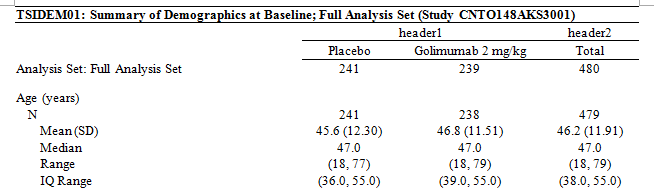 TSIDEM01: Summary of Demographics at Baseline; Full Analysis Set (Study CNTO148AKS3001)
header1 header2
Placebo Golimumab 2 mg/kg Total
Analysis Set: Full Analysis Set 241 239 480
Age (years)
N 241 238 479
Mean (SD) 45.6 (12.30) 46.8 (11.51) 46.2 (11.91)
Median 47.0 47.0 47.0
Range (18, 77) (18, 79) (18, 79)
IQ Range (36.0, 55.0) (39.0, 55.0) (38.0, 55.0)